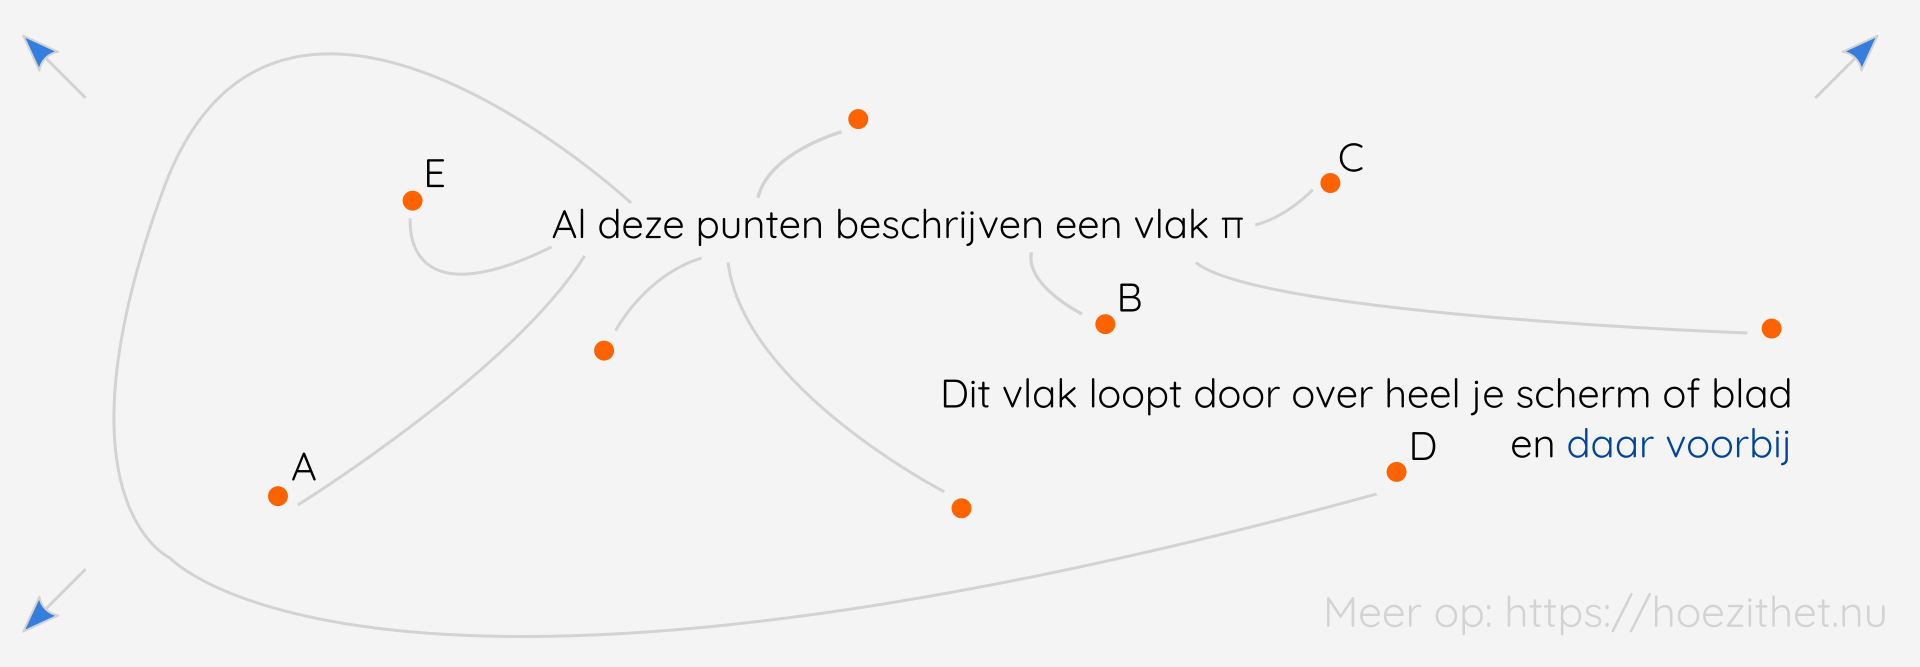 E
C
Al deze punten beschrijven een vlak π
B
Dit vlak loopt door over heel je scherm of blad
D
en daar voorbij
A
Meer op: https://hoezithet.nu